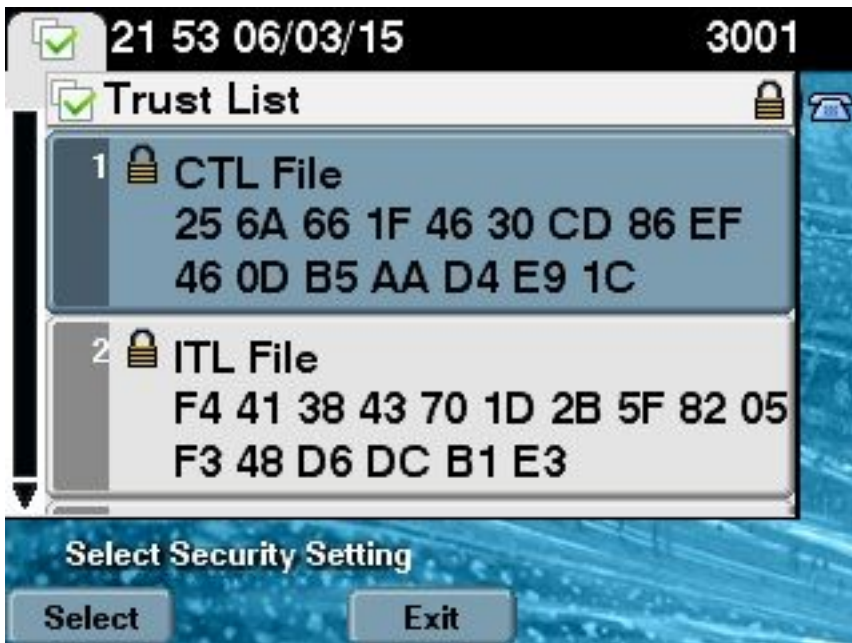 21 53 06/03/15 3001
Trust List
1 CTL File
25 6A 66 1F 46 30 CD 86 EF
46 0D B5 AA D4 E9 1C
2 ITL File
F4 41 38 43 70 1D 2B 5F 82 05
F3 48 D6 DC B1 E3
Select Security Setting
Select Exit